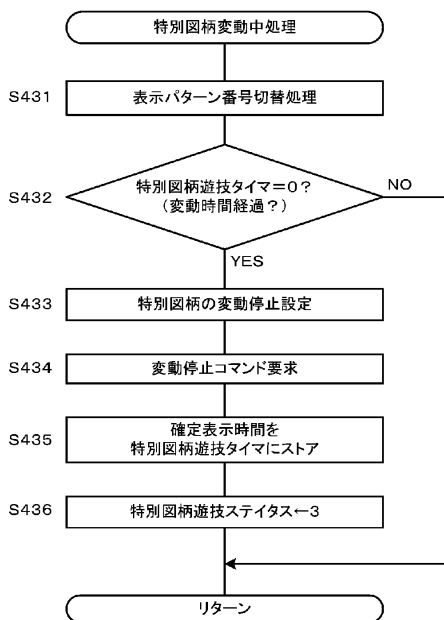 特別図柄変動中処理
S431
表示パターン番号切替処理
S432
特別図柄遊技タイマ＝0？
(変動時間経過？)
NO
YES
S433
特別図柄の変動停止設定
S434
変動停止コマンド要求
S435
確定表示時間を
特別図柄遊技タイマにストア
S436
特別図柄遊技ステイタス←3
リターン